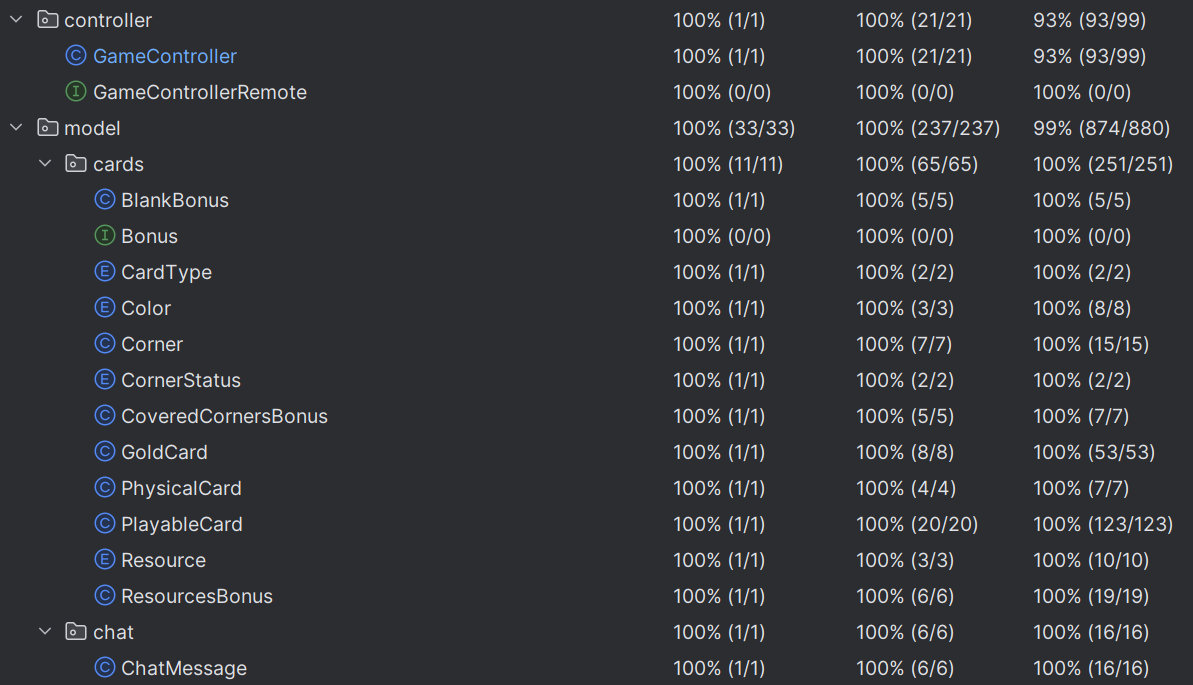 controller 100% (1/1) 100% (21/21) 93% (93/99)
C GameController 100% (1/1) 100% (21/21) 93% (93/99)
I GameControllerRemote 100% (0/0) 100% (0/0) 100% (0/0)
model 100% (33/33) 100% (237/237) 99% (874/880)
cards 100% (11/11) 100% (65/65) 100% (251/251)
C BlankBonus 100% (1/1) 100% (5/5) 100% (5/5)
I Bonus 100% (0/0) 100% (0/0) 100% (0/0)
E CardType 100% (1/1) 100% (2/2) 100% (2/2)
E Color 100% (1/1) 100% (3/3) 100% (8/8)
C Corner 100% (1/1) 100% (7/7) 100% (15/15)
E CornerStatus 100% (1/1) 100% (2/2) 100% (2/2)
C CoveredCornersBonus 100% (1/1) 100% (5/5) 100% (7/7)
C GoldCard 100% (1/1) 100% (8/8) 100% (53/53)
C PhysicalCard 100% (1/1) 100% (4/4) 100% (7/7)
C PlayableCard 100% (1/1) 100% (20/20) 100% (123/123)
E Resource 100% (1/1) 100% (3/3) 100% (10/10)
C ResourcesBonus 100% (1/1) 100% (6/6) 100% (19/19)
chat 100% (1/1) 100% (6/6) 100% (16/16)
C ChatMessage 100% (1/1) 100% (6/6) 100% (16/16)